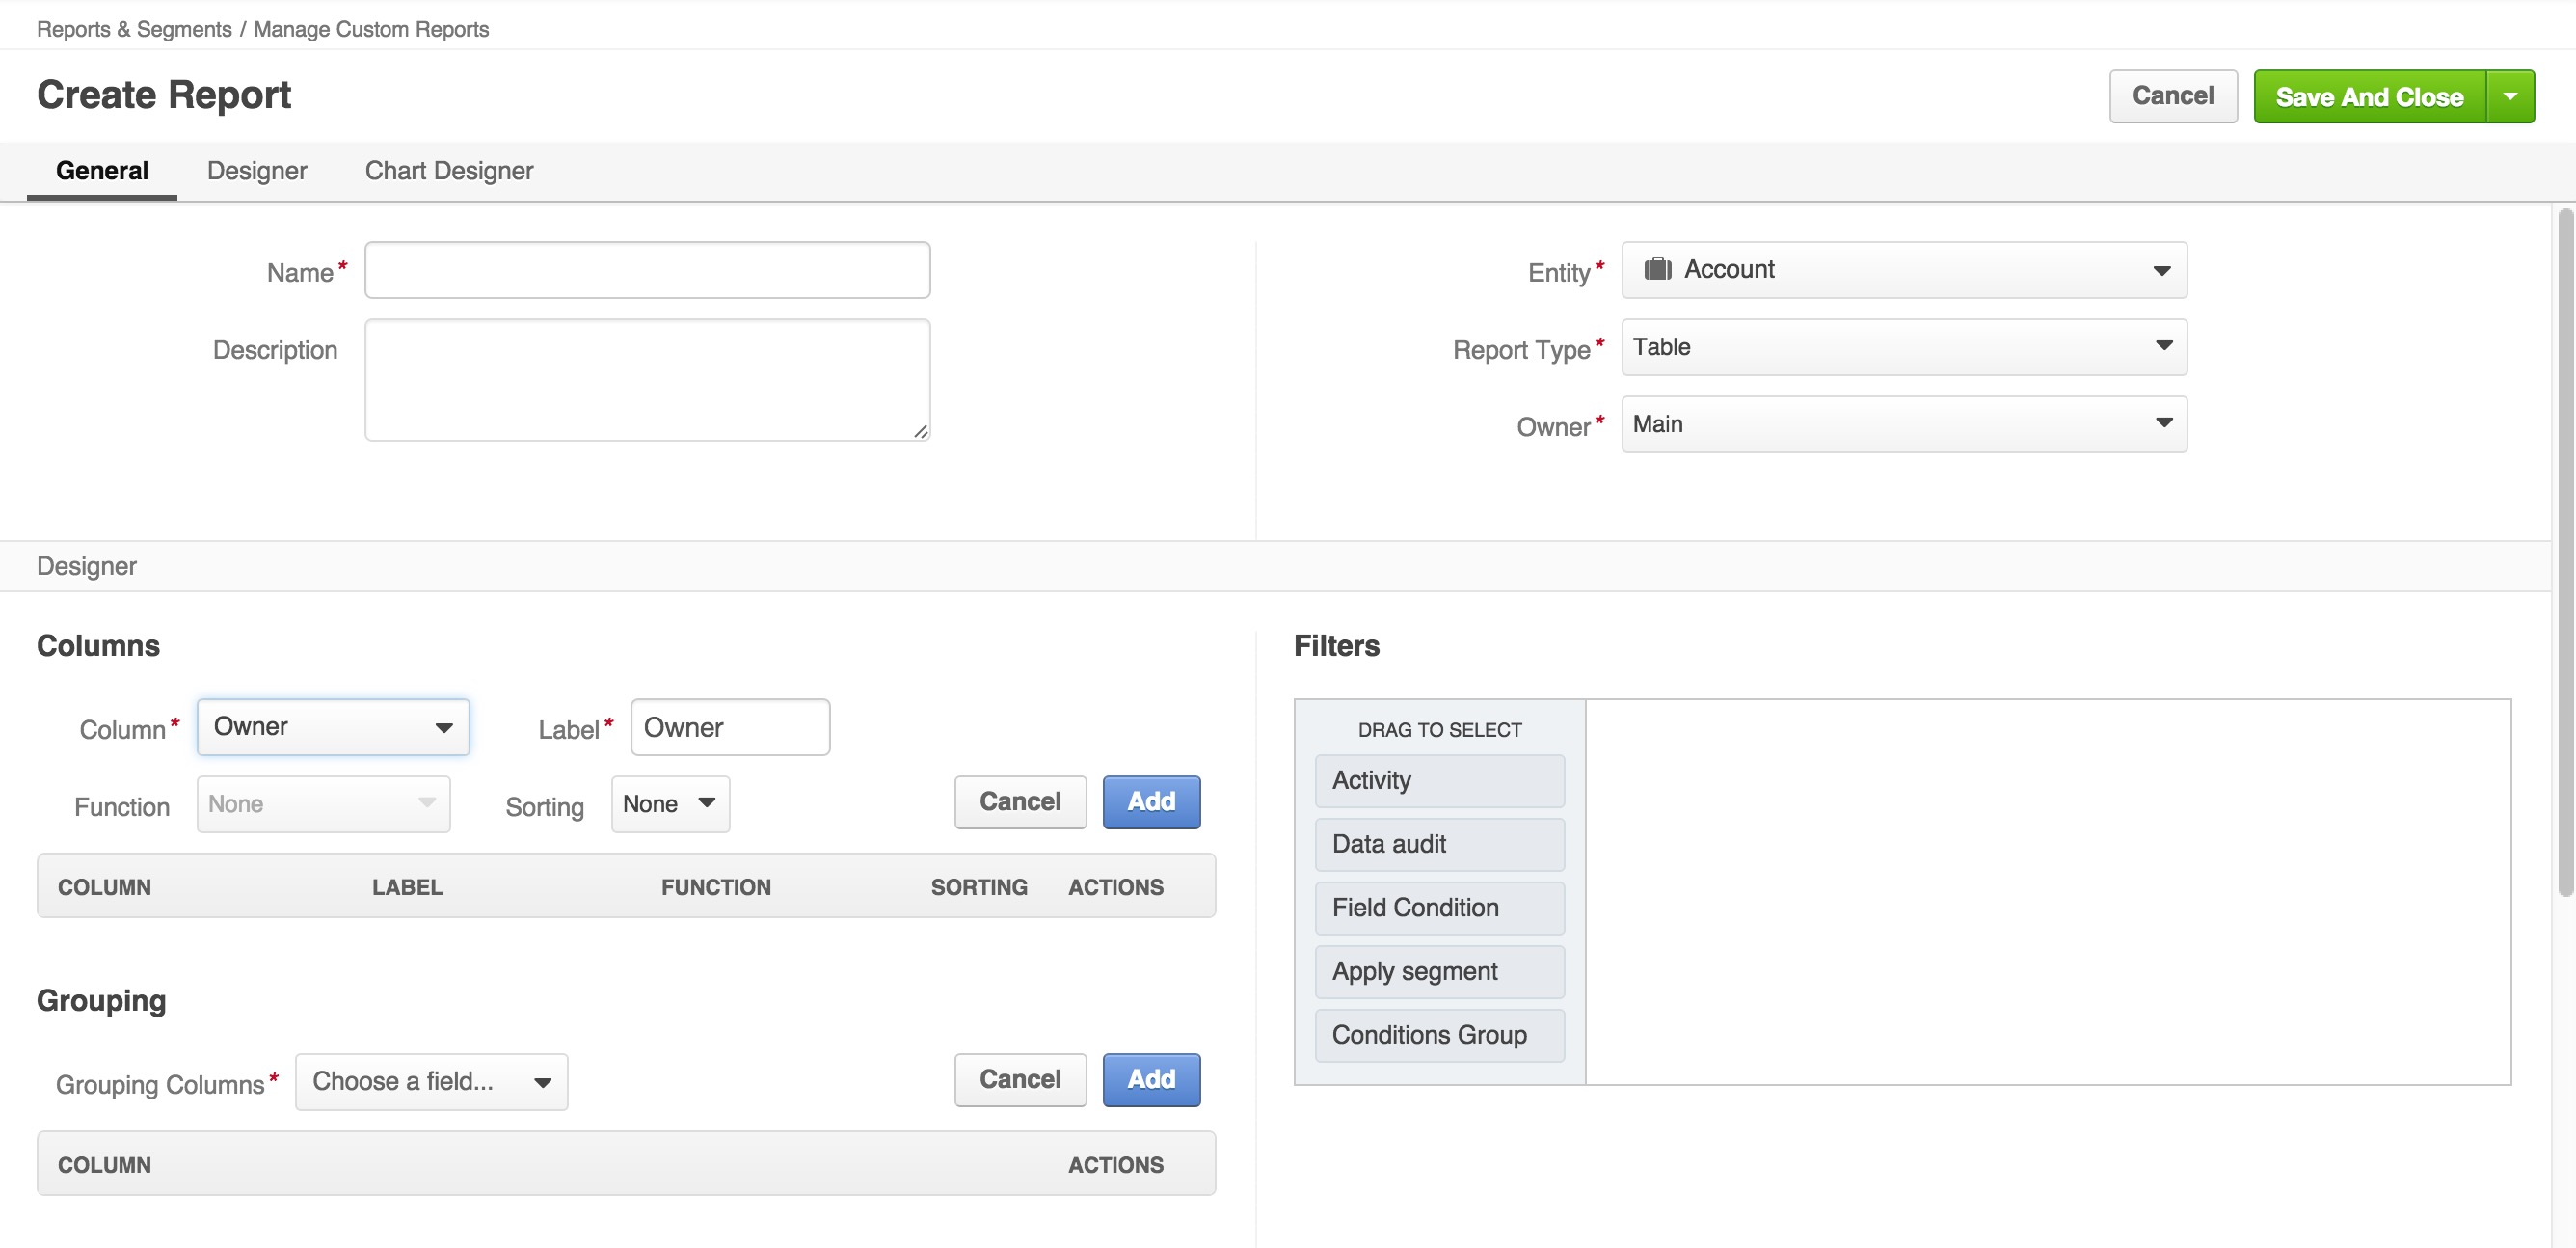 Reports & Segments / Manage Custom Reports
Create Report
Cancel
Save And Close
General Designer Chart Designer
Name*
Description
Entity* Account
Report Type* Table
Owner* Main
Designer
Columns
Column* Owner Label* Owner
Function None Sorting None Cancel Add
COLUMN LABEL FUNCTION SORTING ACTIONS
Grouping
Grouping Columns* Choose a field... Cancel Add
COLUMN ACTIONS
Filters
DRAG TO SELECT
Activity
Data audit
Field Condition
Apply segment
Conditions Group